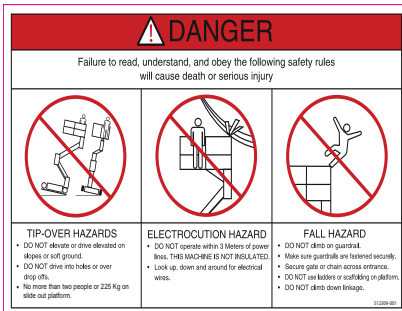 DANGER
Failure to read, understand, and obey the following safety rules
will cause death or serious injury
TIP-OVER HAZARDS
• DO NOT elevate or drive elevated on
slopes or soft ground.
• DO NOT drive into holes or over
drop offs.
• No more than two people or 225 Kg on
slide out platform.
ELECTROCUTION HAZARD
• DO NOT operate within 3 Meters of power
lines. THIS MACHINE IS NOT INSULATED.
• Look up, down and around for electrical
wires.
FALL HAZARD
• DO NOT climb on guardrail.
• Make sure guardrails are fastened securely.
• Secure gate or chain across entrance.
• DO NOT use ladders or scaffolding on platform.
• DO NOT climb down linkage.
512309-001